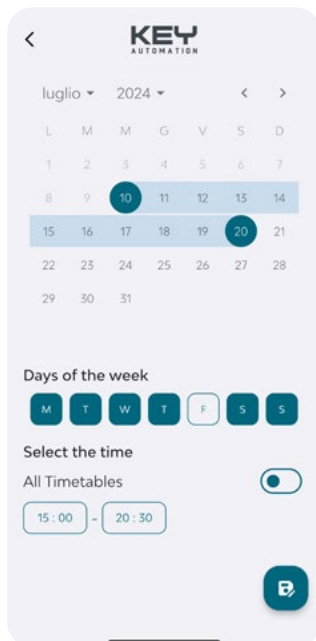 KEY
AUTOMATION
luglio 2024
L M M G V S D
1 2 3 4 5 6 7
8 9 10 11 12 13 14
15 16 17 18 19 20 21
22 23 24 25 26 27 28
29 30 31
Days of the week
M T W T F S S
Select the time
All Timetables
15 : 00 - 20 : 30